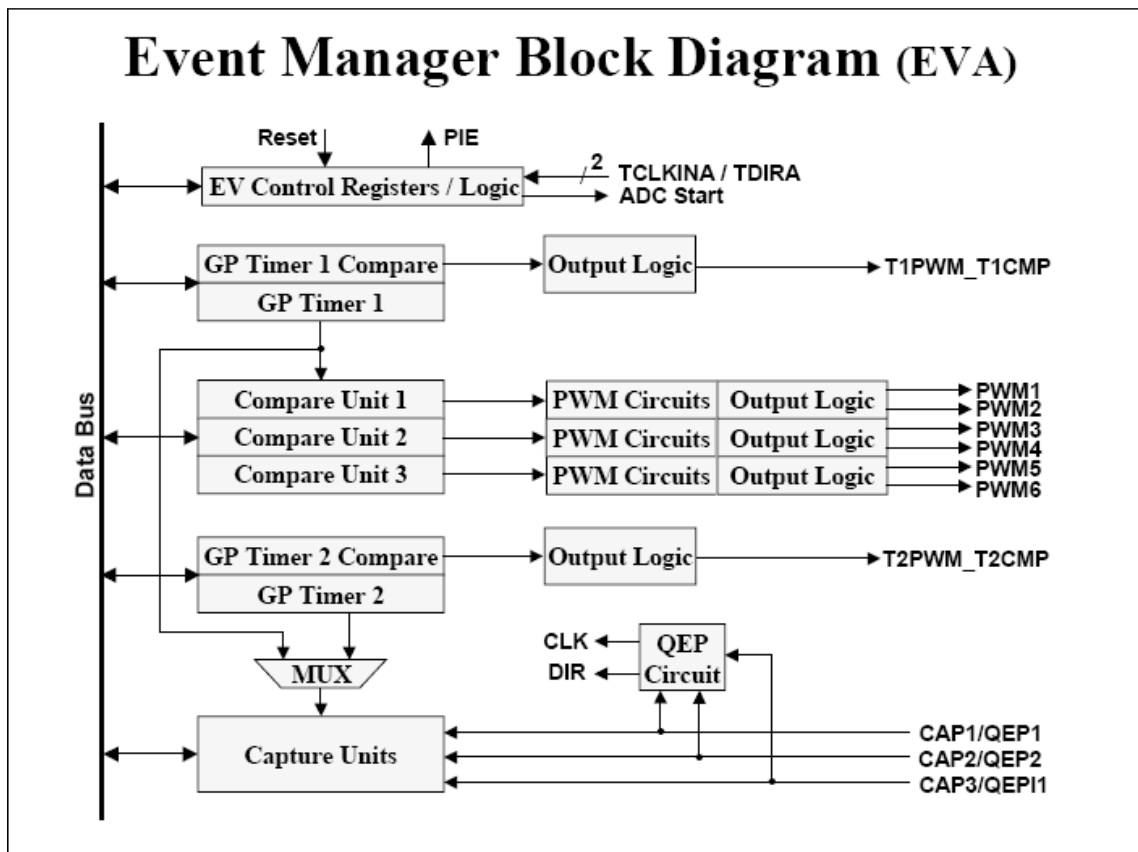 Event Manager Block Diagram (EVA)
Reset
PIE
2
TCLKINA / TDIRA
EV Control Registers / Logic
ADC Start
GP Timer 1 Compare
Output Logic
T1PWM_T1CMP
GP Timer 1
Data Bus
Compare Unit 1
PWM Circuits
Output Logic
PWM1
PWM2
Compare Unit 2
PWM Circuits
Output Logic
PWM3
PWM4
Compare Unit 3
PWM Circuits
Output Logic
PWM5
PWM6
GP Timer 2 Compare
Output Logic
T2PWM_T2CMP
GP Timer 2
CLK
DIR
QEP
Circuit
MUX
Capture Units
CAP1/QEP1
CAP2/QEP2
CAP3/QEPI1